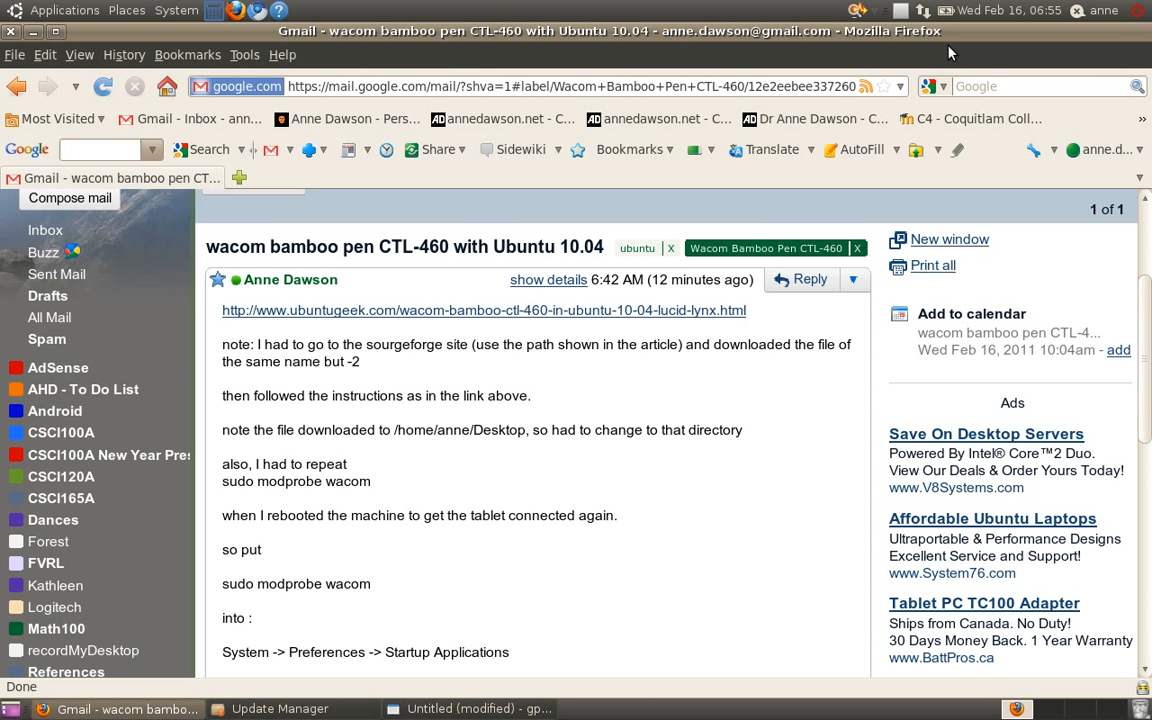 Applications Places System Wed Feb 16, 06:55 anne
Gmail - wacom bamboo pen CTL-460 with Ubuntu 10.04 - anne.dawson@gmail.com - Mozilla Firefox
File Edit View History Bookmarks Tools Help
google.com https://mail.google.com/mail/?shva=1#label/Wacom+Bamboo+Pen+CTL-460/12e2eebee337260 Google
Most Visited Gmail - Inbox - ann... Anne Dawson - Pers... annedawson.net - C... annedawson.net - C... Dr Anne Dawson - C... C4 - Coquitlam Coll... »
Google Search Share Sidewiki Bookmarks Translate AutoFill anne.d...
Gmail - wacom bamboo pen CT...
Compose mail
Inbox
Buzz
Sent Mail
Drafts
All Mail
Spam
AdSense
AHD - To Do List
Android
CSCI100A
CSCI100A New Year Pres
CSCI120A
CSCI165A
Dances
Forest
FVRL
Kathleen
Logitech
Math100
recordMyDesktop
References
1 of 1
wacom bamboo pen CTL-460 with Ubuntu 10.04 ubuntu X Wacom Bamboo Pen CTL-460 X
Anne Dawson show details 6:42 AM (12 minutes ago) Reply
http://www.ubuntugeek.com/wacom-bamboo-ctl-460-in-ubuntu-10-04-lucid-lynx.html
note: I had to go to the sourgeforge site (use the path shown in the article) and downloaded the file of
the same name but -2
then followed the instructions as in the link above.
note the file downloaded to /home/anne/Desktop, so had to change to that directory
also, I had to repeat
sudo modprobe wacom
when I rebooted the machine to get the tablet connected again.
so put
sudo modprobe wacom
into :
System -> Preferences -> Startup Applications
New window
Print all
Add to calendar
wacom bamboo pen CTL-4...
Wed Feb 16, 2011 10:04am - add
Ads
Save On Desktop Servers
Powered By Intel® Core™2 Duo.
View Our Deals & Order Yours Today!
www.V8Systems.com
Affordable Ubuntu Laptops
Ultraportable & Performance Designs
Excellent Service and Support!
www.System76.com
Tablet PC TC100 Adapter
Ships from Canada. No Duty!
30 Days Money Back. 1 Year Warranty
www.BattPros.ca
Done
Gmail - wacom bambo... Update Manager Untitled (modified) - gp...